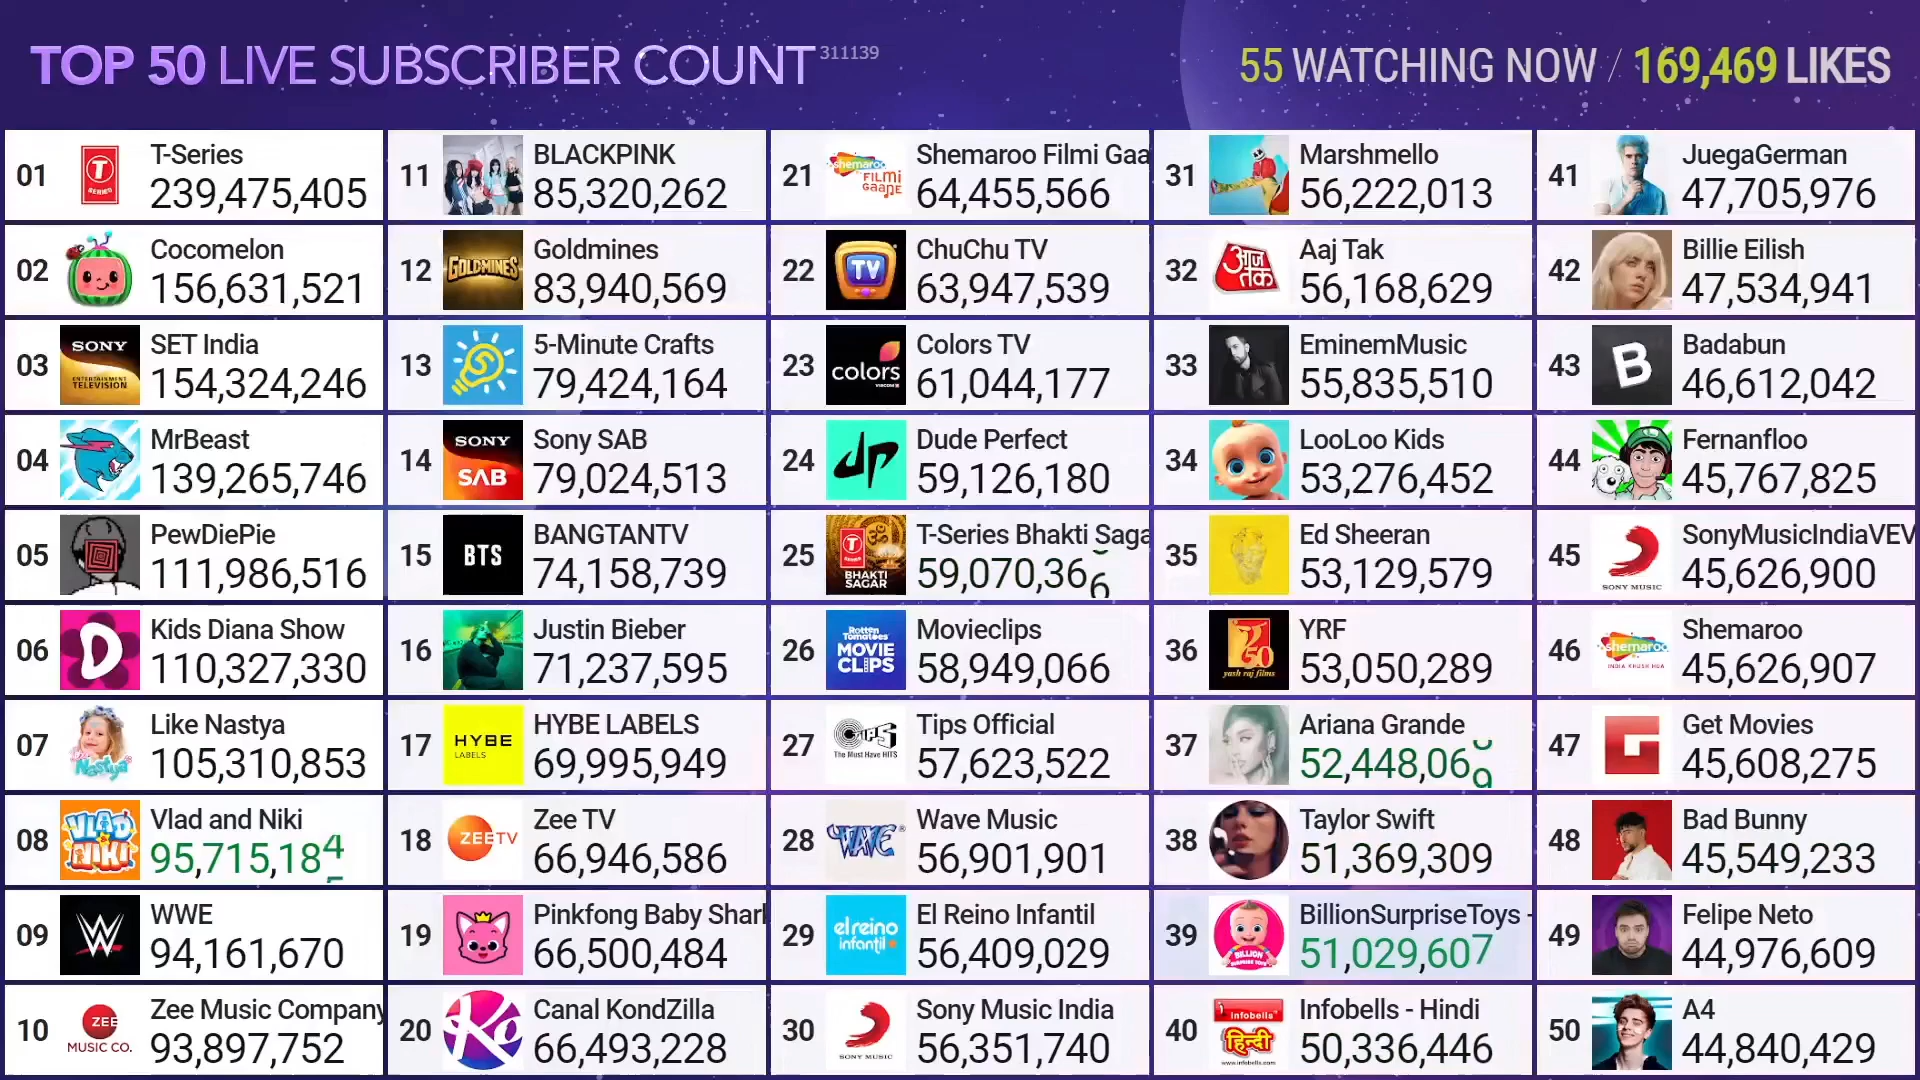 TOP 50 LIVE SUBSCRIBER COUNT 311139
55 WATCHING NOW / 169,469 LIKES
01 T-Series
239,475,405
02 Cocomelon
156,631,521
03 SET India
154,324,246
04 MrBeast
139,265,746
05 PewDiePie
111,986,516
06 Kids Diana Show
110,327,330
07 Like Nastya
105,310,853
08 Vlad and Niki
95,715,184
09 WWE
94,161,670
10 Zee Music Company
93,897,752
11 BLACKPINK
85,320,262
12 Goldmines
83,940,569
13 5-Minute Crafts
79,424,164
14 Sony SAB
79,024,513
15 BANGTANTV
74,158,739
16 Justin Bieber
71,237,595
17 HYBE LABELS
69,995,949
18 Zee TV
66,946,586
19 Pinkfong Baby Shar
66,500,484
20 Canal KondZilla
66,493,228
21 Shemaroo Filmi Gaa
64,455,566
22 ChuChu TV
63,947,539
23 Colors TV
61,044,177
24 Dude Perfect
59,126,180
25 T-Series Bhakti Saga
59,070,366
26 Movieclips
58,949,066
27 Tips Official
57,623,522
28 Wave Music
56,901,901
29 El Reino Infantil
56,409,029
30 Sony Music India
56,351,740
31 Marshmello
56,222,013
32 Aaj Tak
56,168,629
33 EminemMusic
55,835,510
34 LooLoo Kids
53,276,452
35 Ed Sheeran
53,129,579
36 YRF
53,050,289
37 Ariana Grande
52,448,069
38 Taylor Swift
51,369,309
39 BillionSurpriseToys -
51,029,607
40 Infobells - Hindi
50,336,446
41 JuegaGerman
47,705,976
42 Billie Eilish
47,534,941
43 Badabun
46,612,042
44 Fernanfloo
45,767,825
45 SonyMusicIndiaVEV
45,626,900
46 Shemaroo
45,626,907
47 Get Movies
45,608,275
48 Bad Bunny
45,549,233
49 Felipe Neto
44,976,609
50 A4
44,840,429